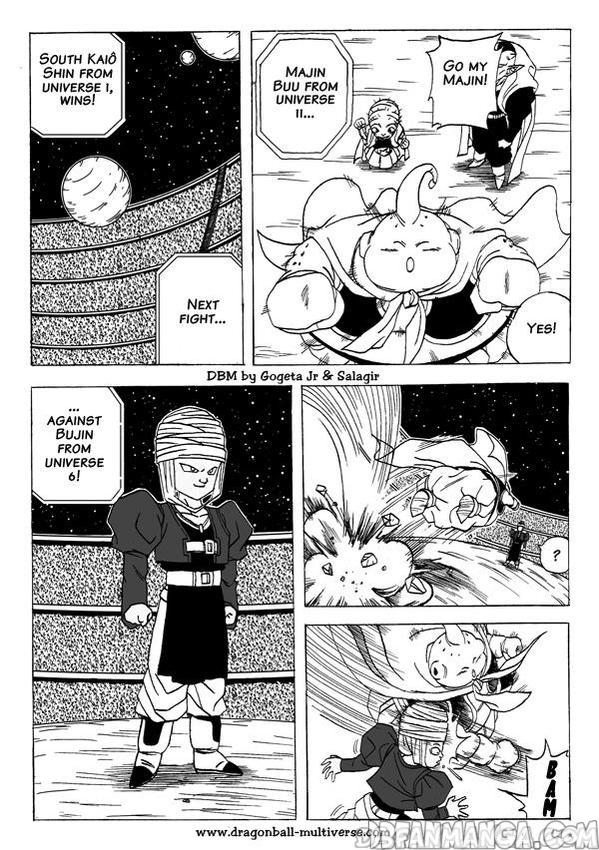 SOUTH KAIÔ
SHIN FROM
UNIVERSE 1,
WINS!
NEXT
FIGHT...
MAJIN
BUU FROM
UNIVERSE
11...
GO MY
MAJIN!
YES!
DBM BY GOGETA JR & SALAGIR
...
AGAINST
BUJIN
FROM
UNIVERSE
6!
?
BAM
www.dragonball-multiverse.com
DBFANMANGA.COM